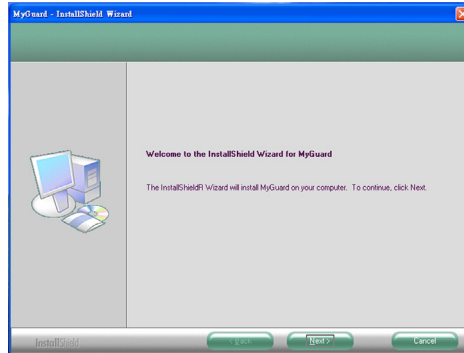 MyGuard - InstallShield Wizard
Welcome to the InstallShield Wizard for MyGuard
The InstallShieldR Wizard will install MyGuard on your computer. To continue, click Next.
InstallShield
< Back
Next >
Cancel